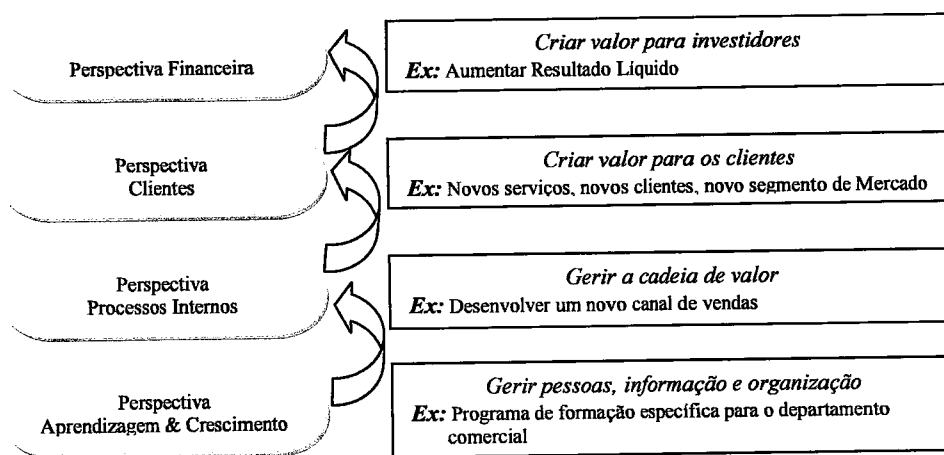 Perspectiva Financeira
Criar valor para investidores
Ex: Aumentar Resultado Líquido
Perspectiva
Clientes
Criar valor para os clientes
Ex: Novos serviços, novos clientes, novo segmento de Mercado
Perspectiva
Processos Internos
Gerir a cadeia de valor
Ex: Desenvolver um novo canal de vendas
Perspectiva
Aprendizagem & Crescimento
Gerir pessoas, informação e organização
Ex: Programa de formação específica para o departamento
comercial